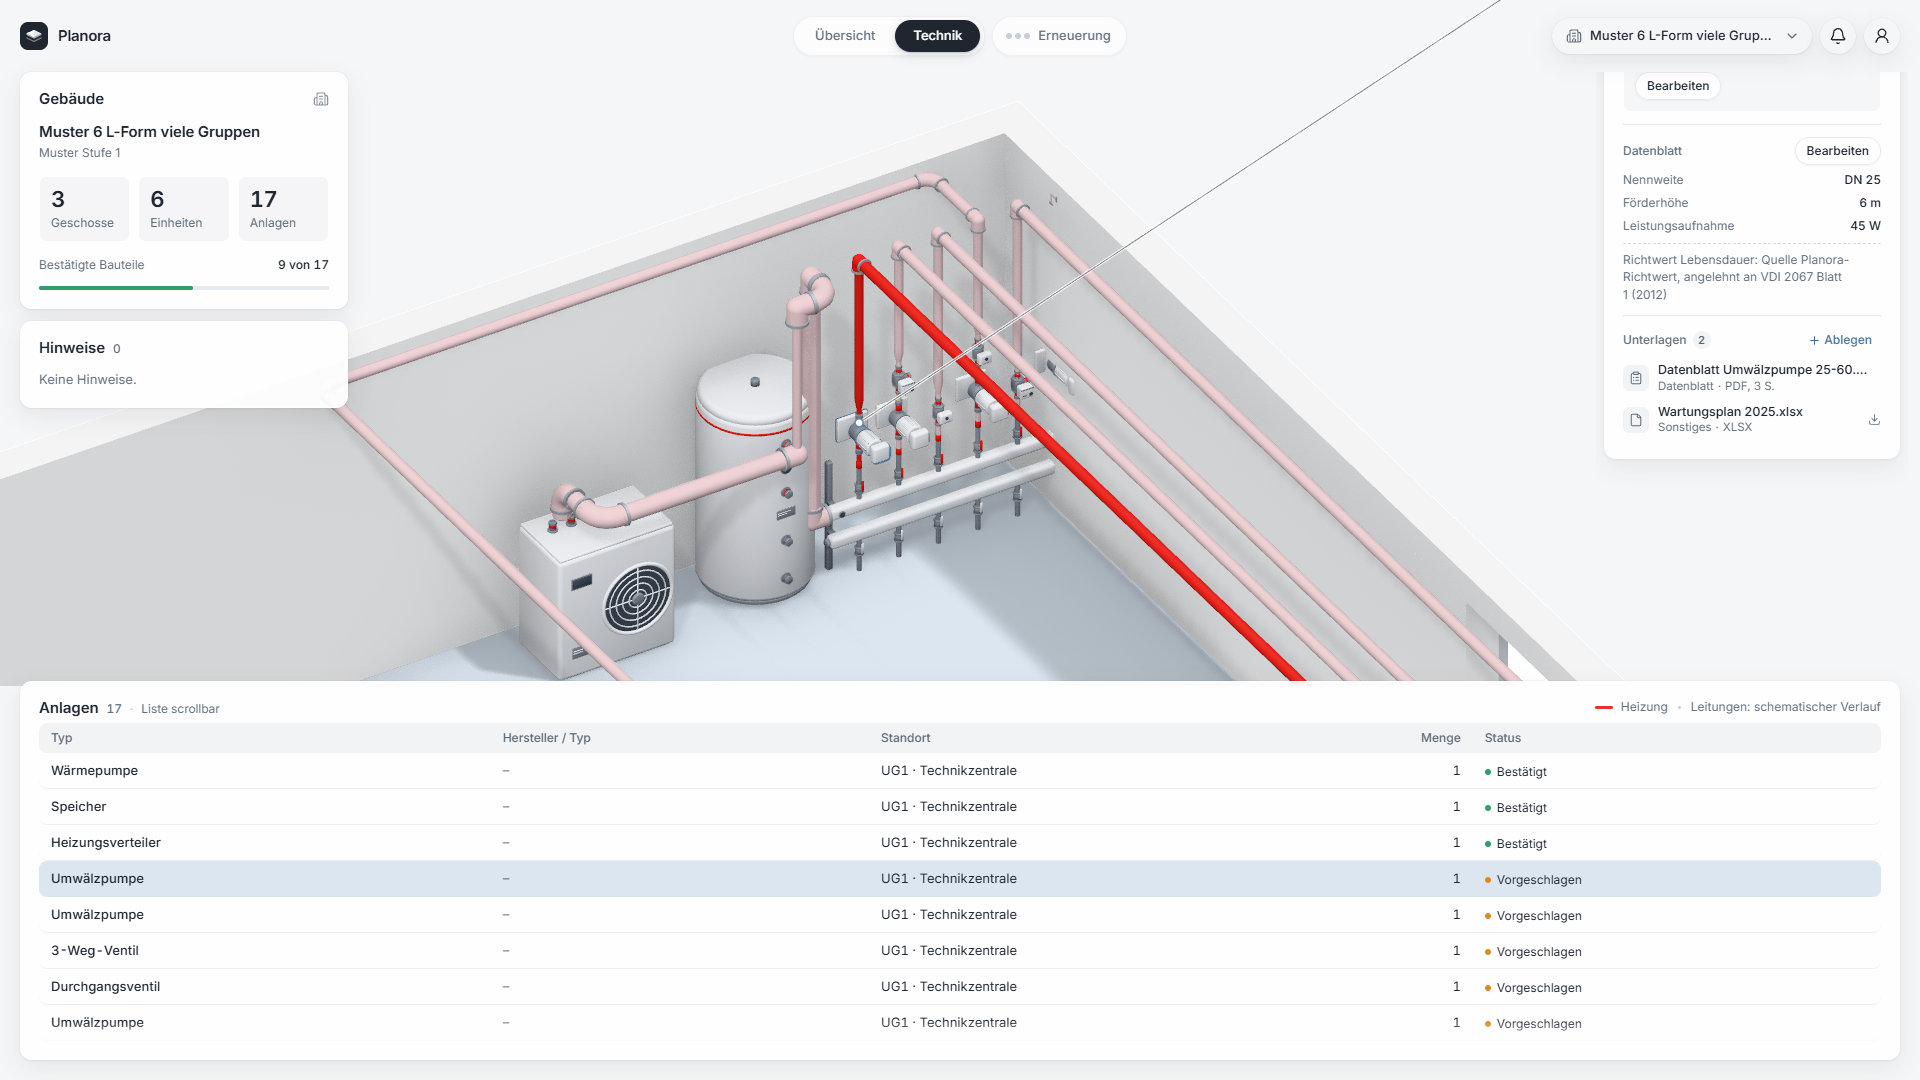 Planora
Übersicht
Technik
Erneuerung
Muster 6 L-Form viele Grup...
Gebäude
Muster 6 L-Form viele Gruppen
Muster Stufe 1
3
Geschosse
6
Einheiten
17
Anlagen
Bestätigte Bauteile
9 von 17
Hinweise 0
Keine Hinweise.
Bearbeiten
Datenblatt
Bearbeiten
Nennweite DN 25
Förderhöhe 6 m
Leistungsaufnahme 45 W
Richtwert Lebensdauer: Quelle Planora-
Richtwert, angelehnt an VDI 2067 Blatt
1 (2012)
Unterlagen 2
+ Ablegen
Datenblatt Umwälzpumpe 25-60....
Datenblatt · PDF, 3 S.
Wartungsplan 2025.xlsx
Sonstiges · XLSX
Anlagen 17 · Liste scrollbar
Heizung • Leitungen: schematischer Verlauf
Typ Hersteller / Typ Standort Menge Status
Wärmepumpe – UG1 · Technikzentrale 1 Bestätigt
Speicher – UG1 · Technikzentrale 1 Bestätigt
Heizungsverteiler – UG1 · Technikzentrale 1 Bestätigt
Umwälzpumpe – UG1 · Technikzentrale 1 Vorgeschlagen
Umwälzpumpe – UG1 · Technikzentrale 1 Vorgeschlagen
3-Weg-Ventil – UG1 · Technikzentrale 1 Vorgeschlagen
Durchgangsventil – UG1 · Technikzentrale 1 Vorgeschlagen
Umwälzpumpe – UG1 · Technikzentrale 1 Vorgeschlagen